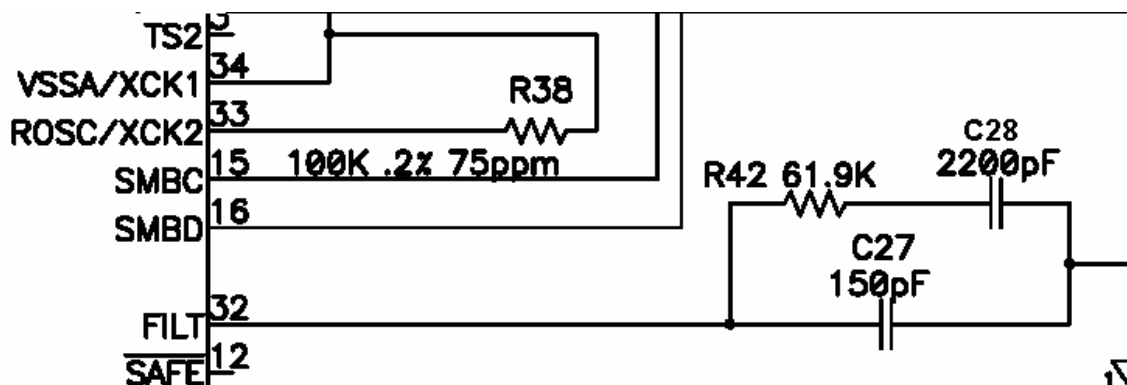 TS2
VSSA/XCK1 34
R38
ROSC/XCK2 33
C28
SMBC 15 100K .2% 75ppm
2200pF
R42 61.9K
SMBD 16
C27
150pF
FILT 32
SAFE 12